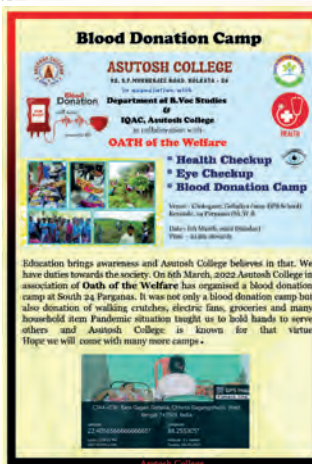 Blood Donation Camp
ASUTOSH COLLEGE
92, S.P. MUKHERJEE ROAD, KOLKATA - 26
in association with
Blood
Donation
Department of B.Voc Studies
&
IQAC, Asutosh College
in collaboration with
OATH of the Welfare
HEALTH
* Health Checkup
* Eye Checkup
* Blood Donation Camp
Education brings awareness and Asutosh College believes in that. We
have duties towards the society. On 6th March, 2022 Asutosh College in
association of Oath of the Welfare has organised a blood donation
camp at South 24 Parganas. It was not only a blood donation camp but
also donation of walking crutches, electric fans, groceries and many
household item Pandemic situation taught us to hold hands to serve
others and Asutosh College is known for that virtue
Hope we will come with many more camps.
Asutosh College